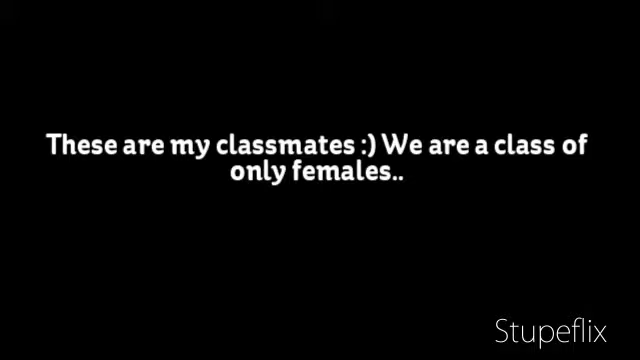 These are my classmates :) We are a class of
only females..
Stupeflix